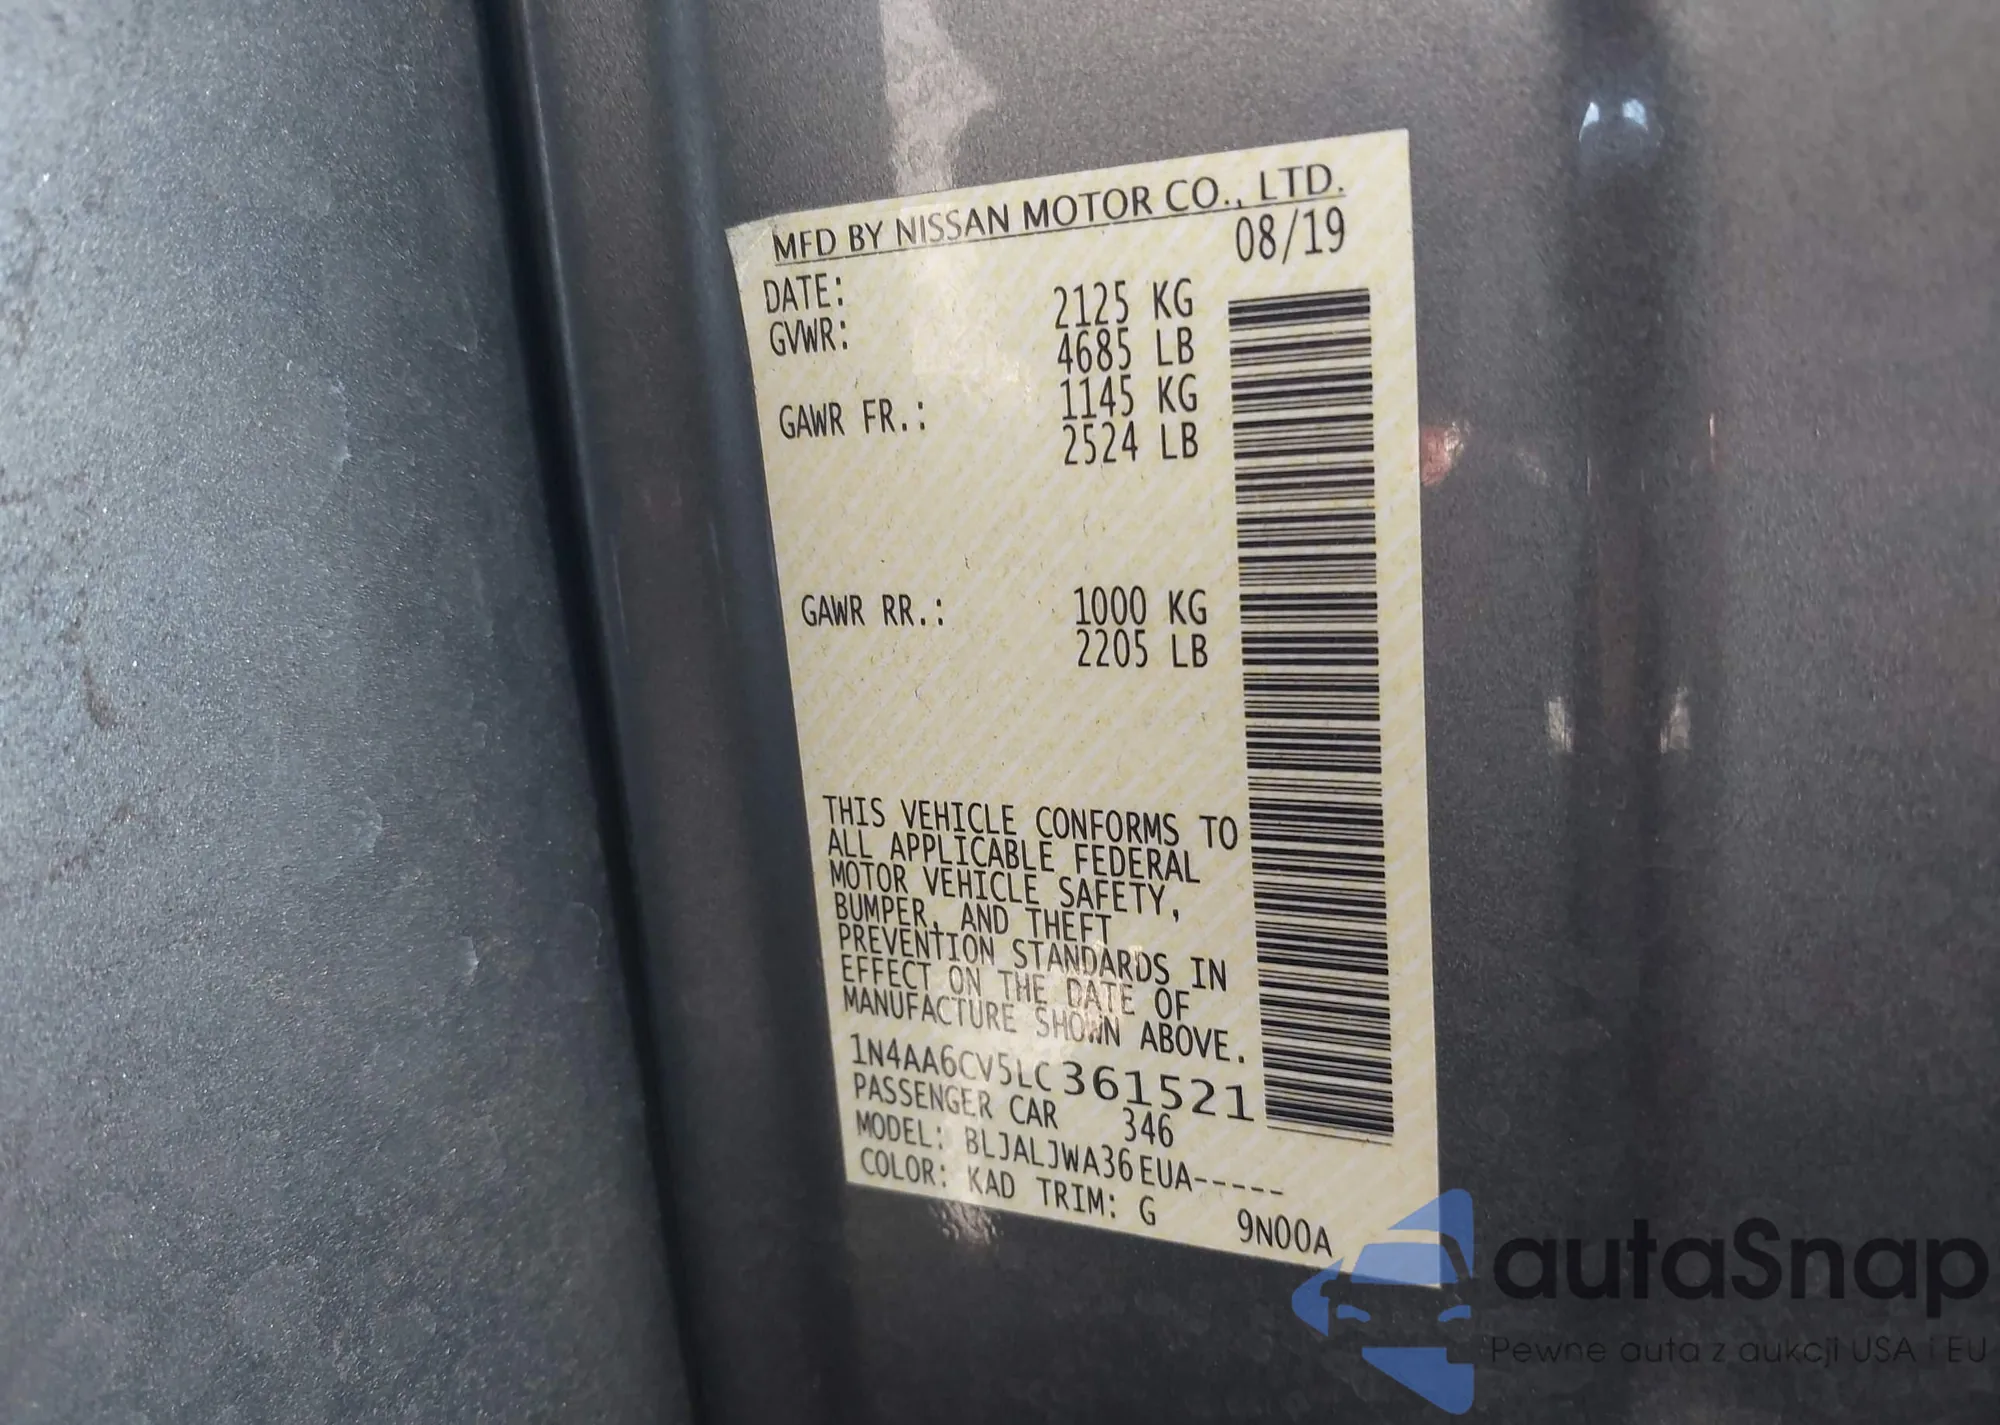 MFD BY NISSAN MOTOR CO., LTD.
DATE: 08/19
GVWR: 2125 KG
4685 LB
GAWR FR.: 1145 KG
2524 LB
GAWR RR.: 1000 KG
2205 LB
THIS VEHICLE CONFORMS TO
ALL APPLICABLE FEDERAL
MOTOR VEHICLE SAFETY,
BUMPER, AND THEFT
PREVENTION STANDARDS IN
EFFECT ON THE DATE OF
MANUFACTURE SHOWN ABOVE.
1N4AA6CV5LC361521
PASSENGER CAR 346
MODEL: BLJALJWA36EUA-----
COLOR: KAD TRIM: G 9N00A
autaSnap
Pewne auta z aukcji USA i EU